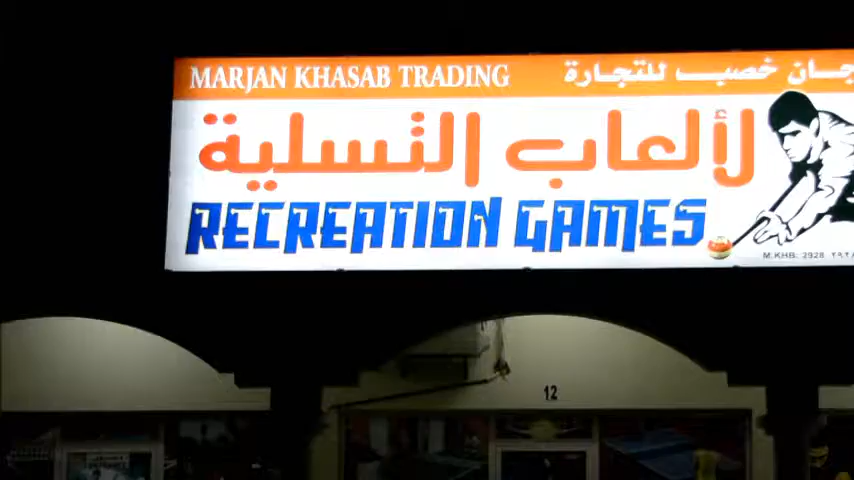 MARJAN KHASAB TRADING
جان خصب للتجارة
لألعاب التسلية
RECREATION GAMES
M.KHB: 2928
12